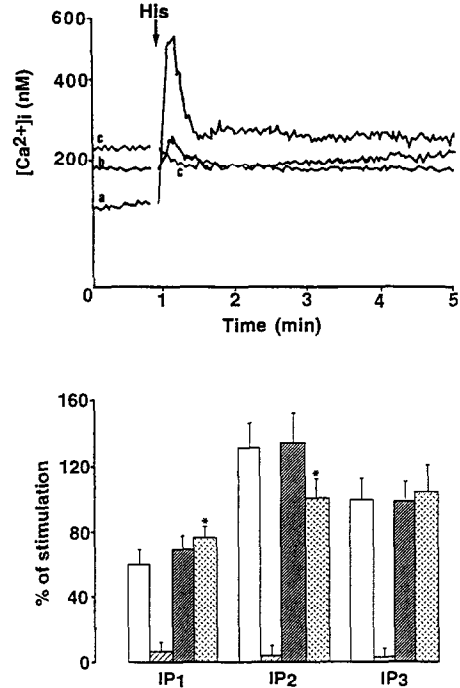 His
600
400
200
0
[Ca2+]i (nM)
c
b
a
c
1
2
3
4
5
Time (min)
160
120
80
40
0
% of stimulation
*
*
IP1
IP2
IP3